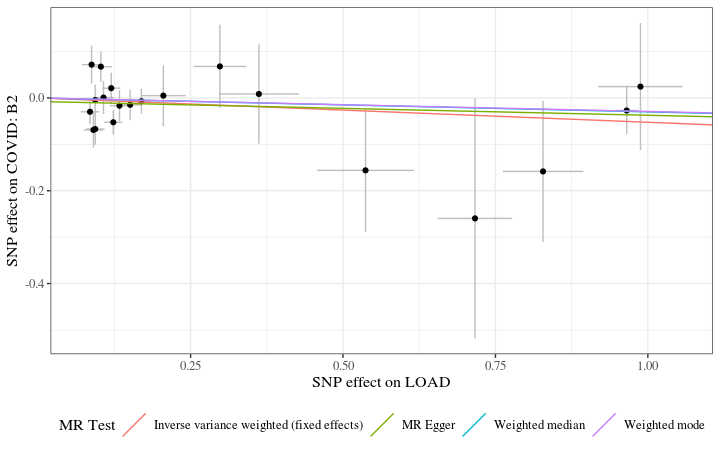 SNP effect on COVID: B2
0.0
-0.2
-0.4
0.25
0.50
0.75
1.00
SNP effect on LOAD
MR Test
Inverse variance weighted (fixed effects)
MR Egger
Weighted median
Weighted mode